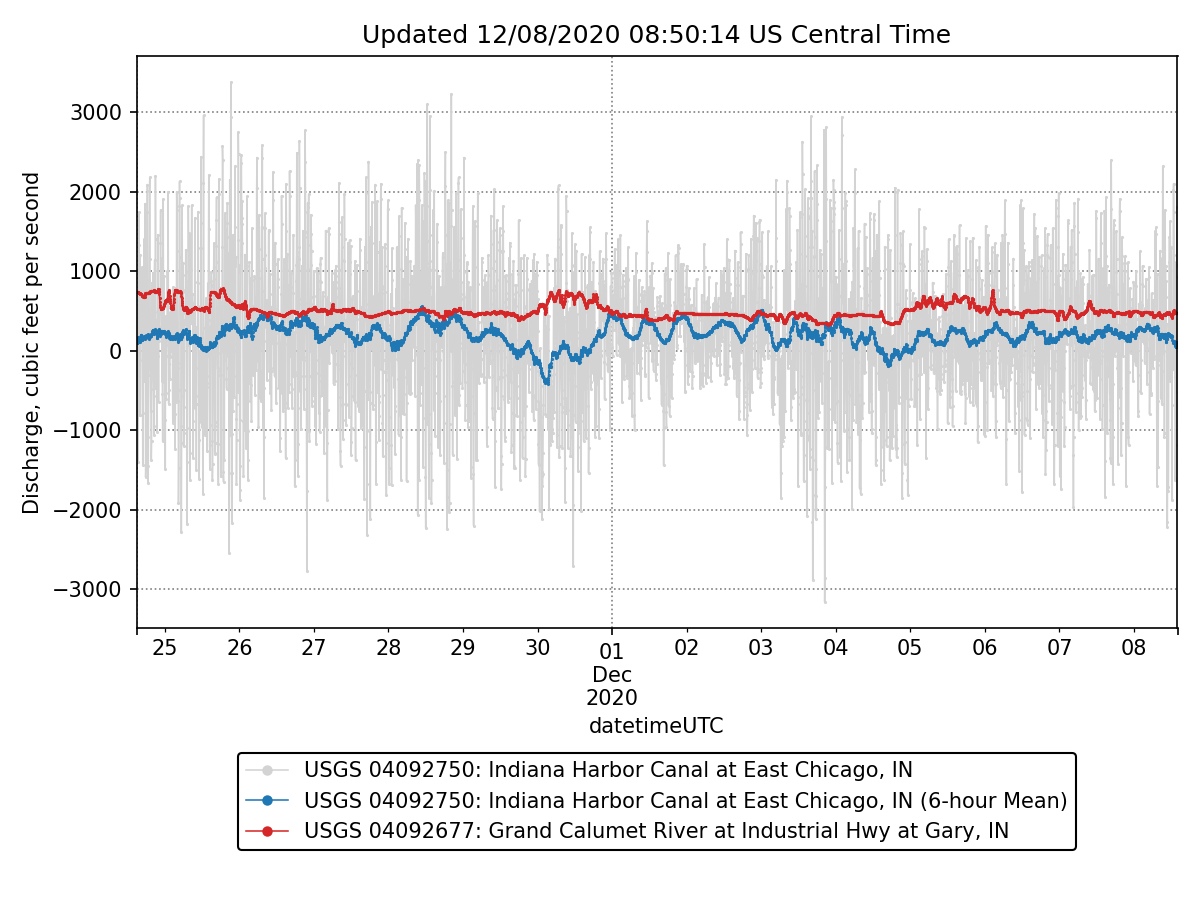 Updated 12/08/2020 08:50:14 US Central Time
Discharge, cubic feet per second
3000
2000
1000
0
−1000
−2000
−3000
25 26 27 28 29 30 01 02 03 04 05 06 07 08
Dec
2020
datetimeUTC
USGS 04092750: Indiana Harbor Canal at East Chicago, IN
USGS 04092750: Indiana Harbor Canal at East Chicago, IN (6-hour Mean)
USGS 04092677: Grand Calumet River at Industrial Hwy at Gary, IN